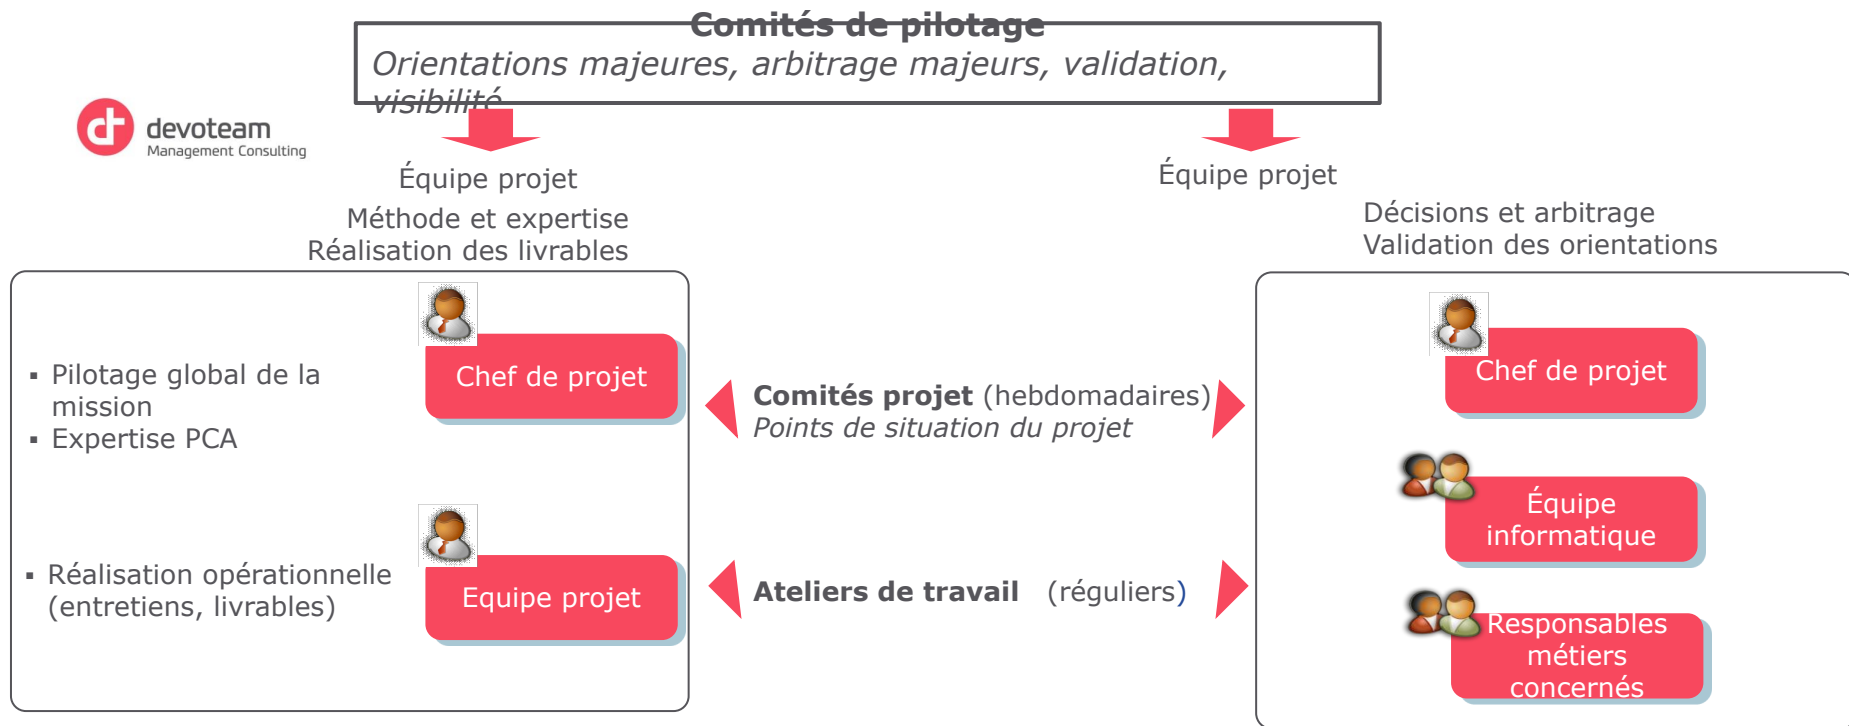 Comités de pilotage
Orientations majeures, arbitrage majeurs, validation,
visibilité
devoteam
Management Consulting
Équipe projet
Méthode et expertise
Réalisation des livrables
Équipe projet
Décisions et arbitrage
Validation des orientations
▪ Pilotage global de la
mission
▪ Expertise PCA
Chef de projet
Comités projet (hebdomadaires)
Points de situation du projet
Chef de projet
Équipe
informatique
▪ Réalisation opérationnelle
(entretiens, livrables)
Equipe projet
Ateliers de travail (réguliers)
Responsables
métiers
concernés